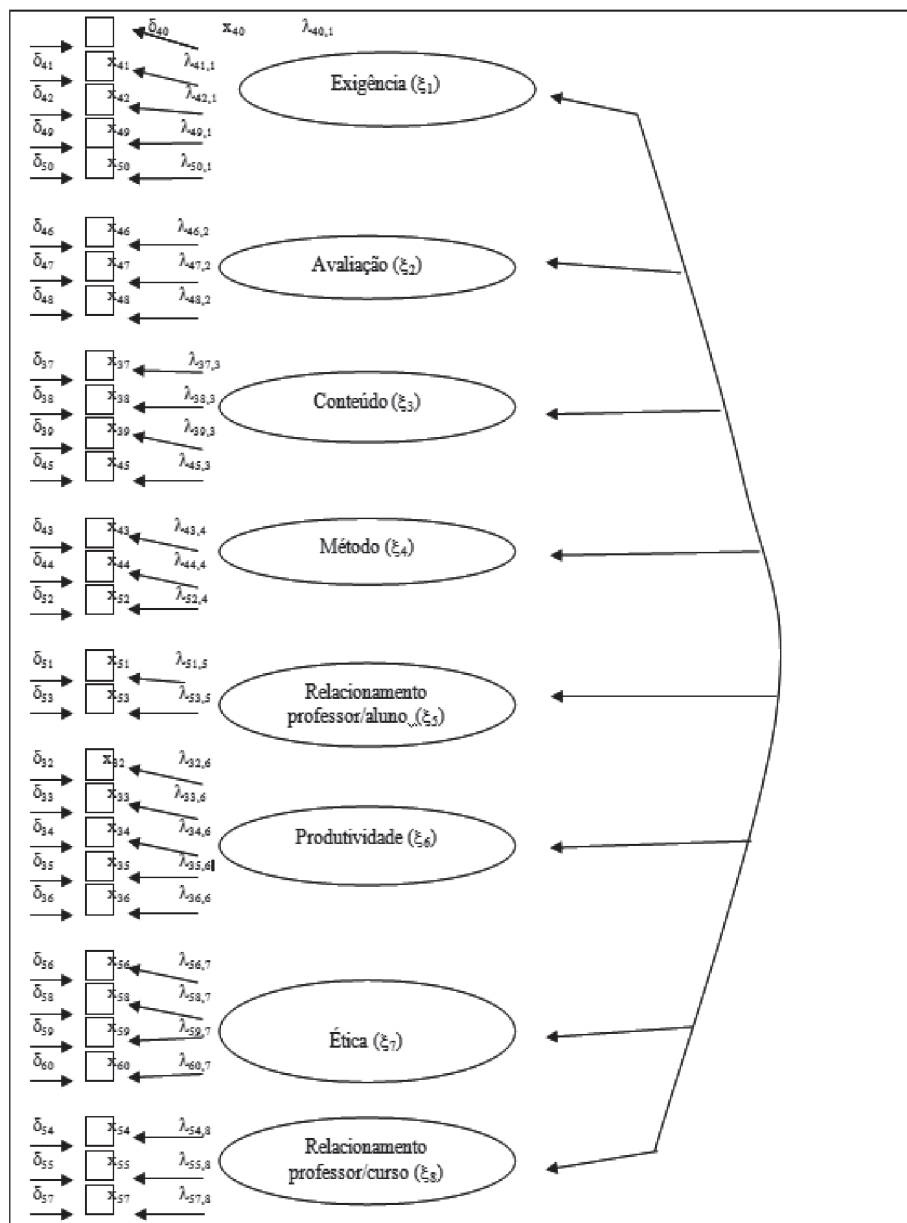 δ40 x40 λ40,1
δ41 x41 λ41,1
Exigência (ξ1)
δ42 x42 λ42,1
δ49 x49 λ49,1
δ50 x50 λ50,1
δ46 x46 λ46,2
δ47 x47 λ47,2
Avaliação (ξ2)
δ48 x48 λ48,2
δ37 x37 λ37,3
δ38 x38 λ38,3
Conteúdo (ξ3)
δ39 x39 λ39,3
δ45 x45 λ45,3
δ43 x43 λ43,4
Método (ξ4)
δ44 x44 λ44,4
δ52 x52 λ52,4
δ51 x51 λ51,5
δ53 x53 λ53,5
Relacionamento
professor/aluno (ξ5)
δ32 x32 λ32,6
δ33 x33 λ33,6
δ34 x34 λ34,6
Produtividade (ξ6)
δ35 x35 λ35,6
δ36 x36 λ36,6
δ56 x56 λ56,7
δ58 x58 λ58,7
δ59 x59 λ59,7
Ética (ξ7)
δ60 x60 λ60,7
δ54 x54 λ54,8
δ55 x55 λ55,8
Relacionamento
professor/curso (ξ8)
δ57 x57 λ57,8